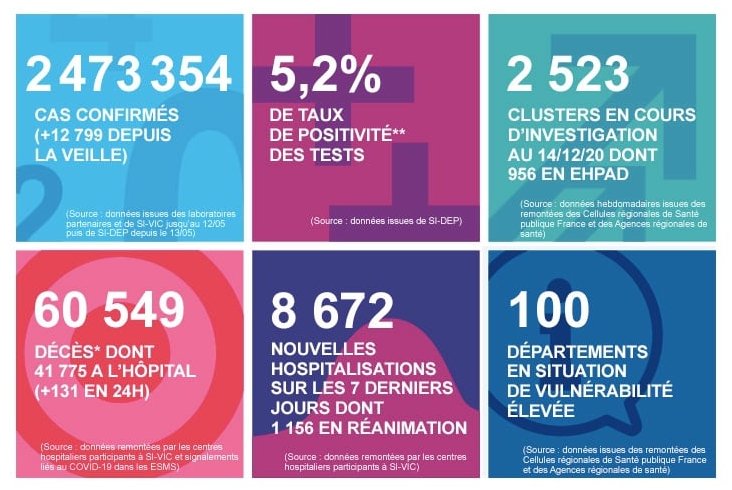 2 473 354
CAS CONFIRMÉS
(+12 799 DEPUIS
LA VEILLE)
(Source : données issues des laboratoires
partenaires et de SI-VIC jusqu'au 12/05
puis de SI-DEP depuis le 13/05)
5,2%
DE TAUX
DE POSITIVITÉ**
DES TESTS
(Source : données issues de SI-DEP)
2 523
CLUSTERS EN COURS
D'INVESTIGATION
AU 14/12/20 DONT
956 EN EHPAD
(Source : données hebdomadaires issues des
remontées des Cellules régionales de Santé
publique France et des Agences régionales de
santé)
60 549
DÉCÈS* DONT
41 775 A L'HÔPITAL
(+131 EN 24H)
(Source : données remontées par les centres
hospitaliers participants à SI-VIC et signalements
liés au COVID-19 dans les ESMS)
8 672
NOUVELLES
HOSPITALISATIONS
SUR LES 7 DERNIERS
JOURS DONT
1 156 EN RÉANIMATION
(Source : données remontées par les centres
hospitaliers participants à SI-VIC)
100
DÉPARTEMENTS
EN SITUATION
DE VULNÉRABILITÉ
ÉLEVÉE
(Source : données issues des remontées des
Cellules régionales de Santé publique France
et des Agences régionales de santé)